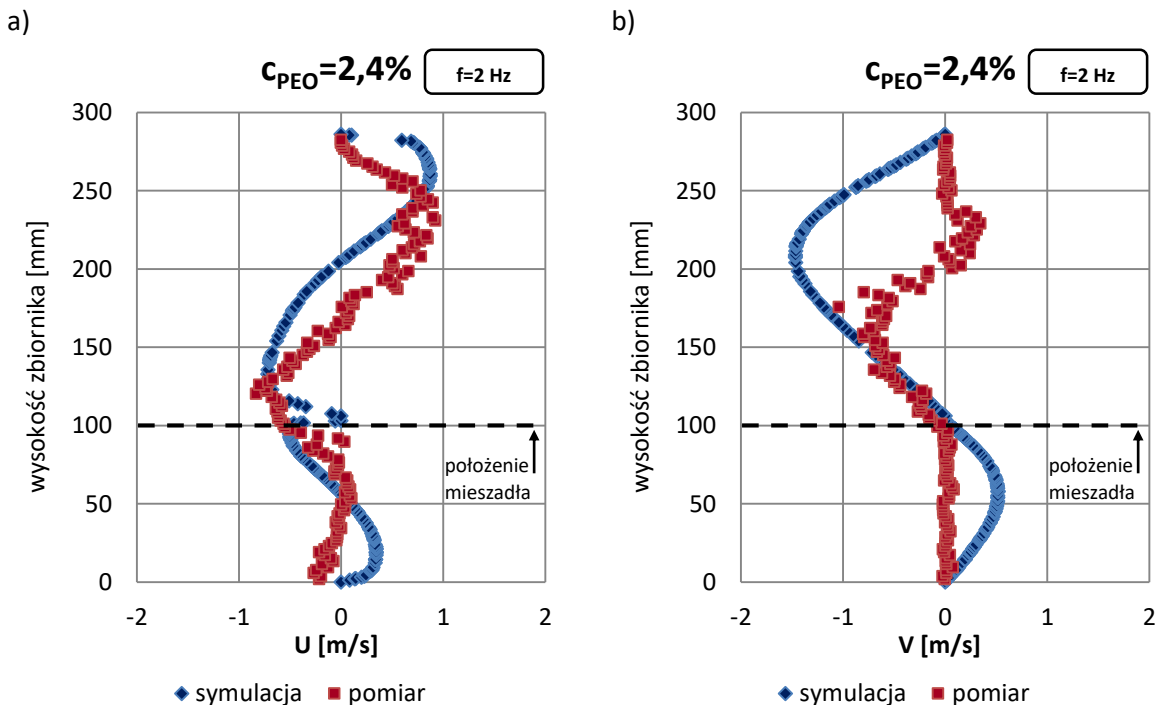 a)
c_PEO=2,4%
f=2 Hz
wysokość zbiornika [mm]
300
250
200
150
100
50
0
położenie
mieszadła
-2
-1
0
1
2
U [m/s]
symulacja
pomiar
b)
c_PEO=2,4%
f=2 Hz
wysokość zbiornika [mm]
300
250
200
150
100
50
0
położenie
mieszadła
-2
-1
0
1
2
V [m/s]
symulacja
pomiar